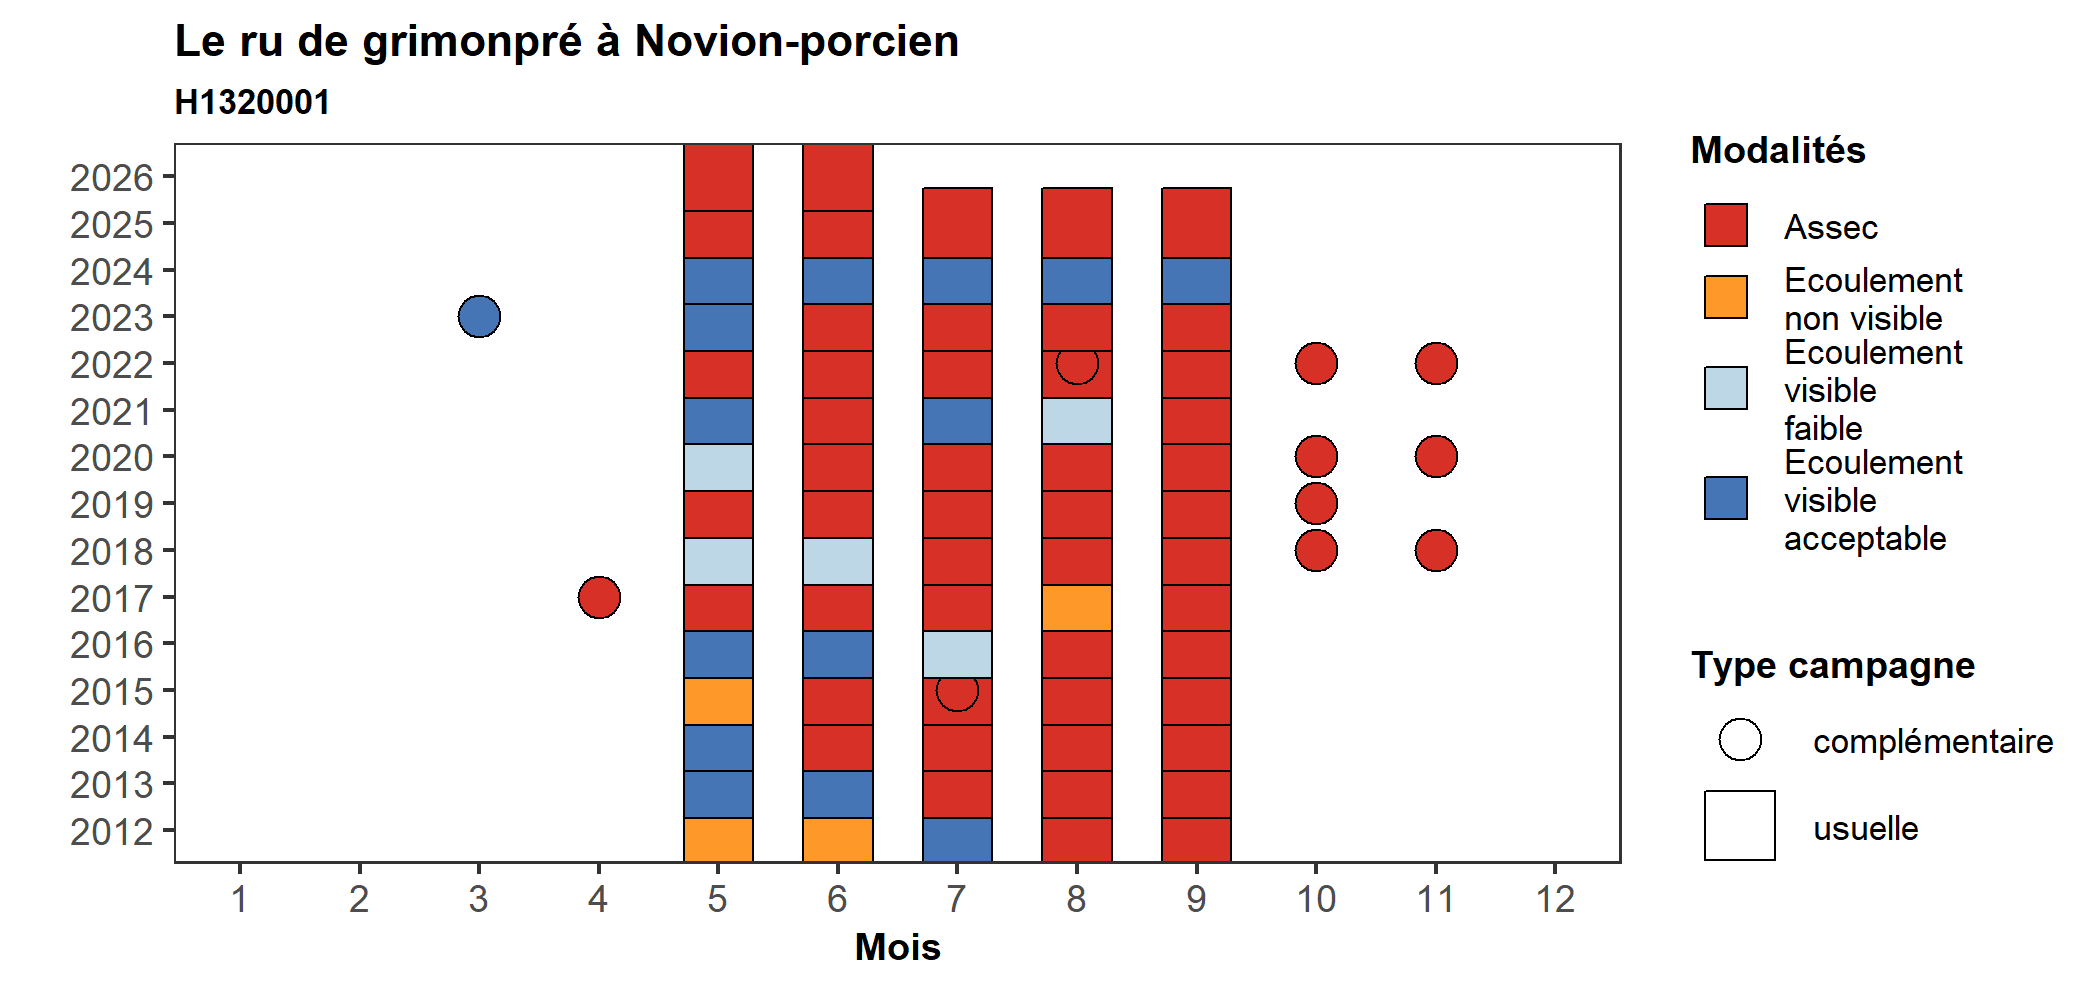 Le ru de grimonpré à Novion-porcien
H1320001
2026
2025
2024
2023
2022
2021
2020
2019
2018
2017
2016
2015
2014
2013
2012
1 2 3 4 5 6 7 8 9 10 11 12
Mois
Modalités
Assec
Ecoulement
non visible
Ecoulement
visible
faible
Ecoulement
visible
acceptable
Type campagne
complémentaire
usuelle